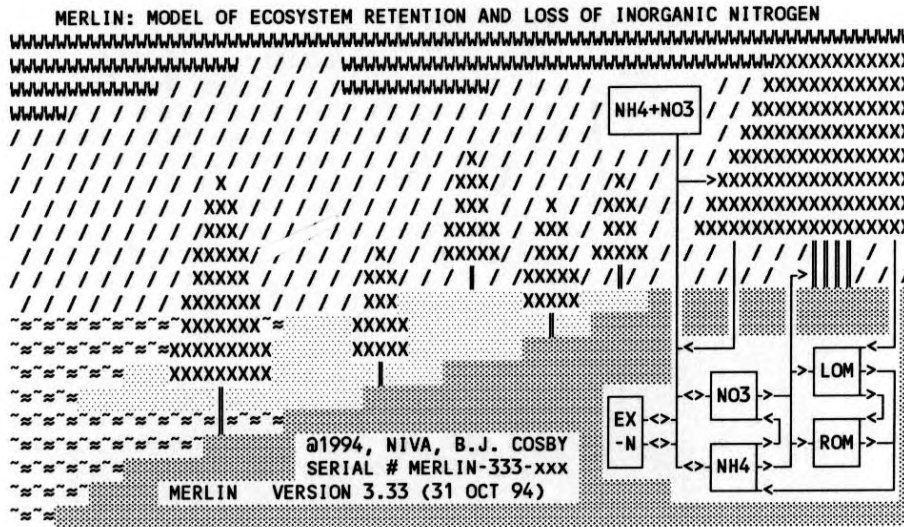 MERLIN: MODEL OF ECOSYSTEM RETENTION AND LOSS OF INORGANIC NITROGEN
NH4+NO3
NO3
LOM
EX
-N
NH4
ROM
@1994, NIVA, B.J. COSBY
SERIAL # MERLIN-333-xxx
MERLIN VERSION 3.33 (31 OCT 94)